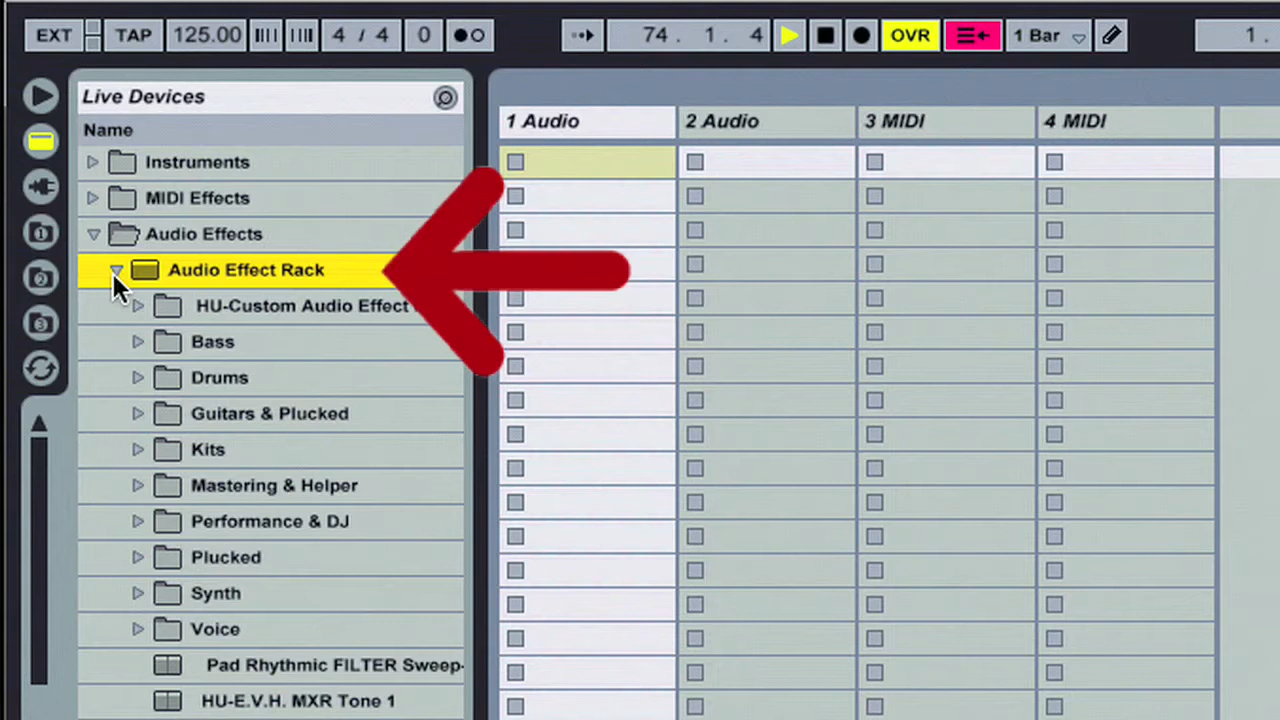 EXT TAP 125.00 4 / 4 0 74. 1. 4 OVR 1 Bar 1.
Live Devices
Name
Instruments
MIDI Effects
Audio Effects
Audio Effect Rack
HU-Custom Audio Effect
Bass
Drums
Guitars & Plucked
Kits
Mastering & Helper
Performance & DJ
Plucked
Synth
Voice
Pad Rhythmic FILTER Sweep-
HU-E.V.H. MXR Tone 1
1 Audio 2 Audio 3 MIDI 4 MIDI
1
2
3